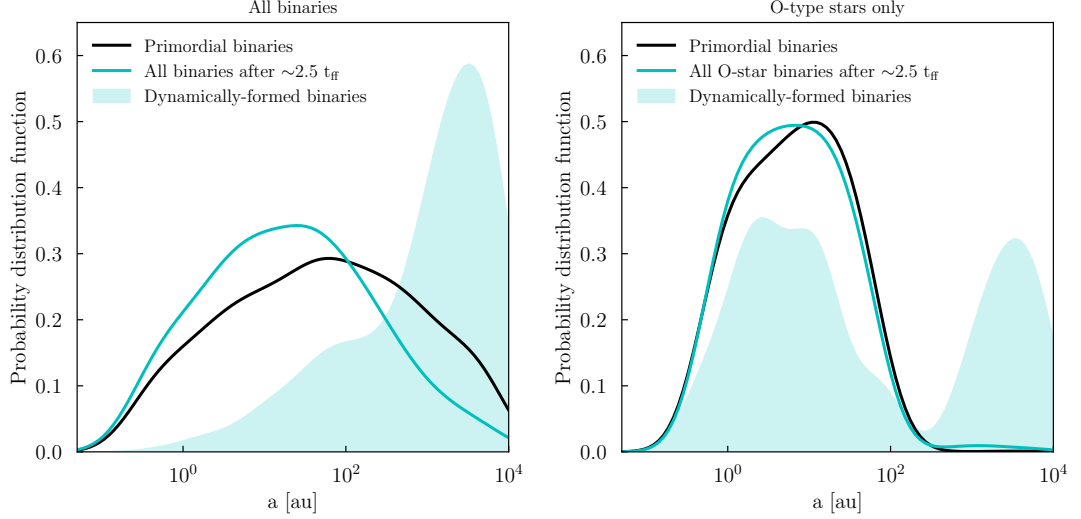 All binaries
Primordial binaries
All binaries after ∼2.5 t_ff
Dynamically-formed binaries
Probability distribution function
0.6
0.5
0.4
0.3
0.2
0.1
0.0
10^0
10^2
10^4
a [au]
O-type stars only
Primordial binaries
All O-star binaries after ∼2.5 t_ff
Dynamically-formed binaries
Probability distribution function
0.6
0.5
0.4
0.3
0.2
0.1
0.0
10^0
10^2
10^4
a [au]